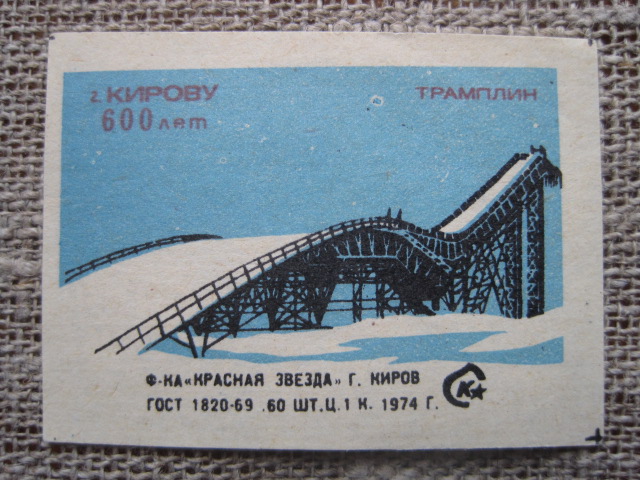 г. КИРОВУ
600 лет
ТРАМПЛИН
Ф-КА «КРАСНАЯ ЗВЕЗДА» Г. КИРОВ
ГОСТ 1820-69 .60 ШТ.Ц.1 К. 1974 Г.
К